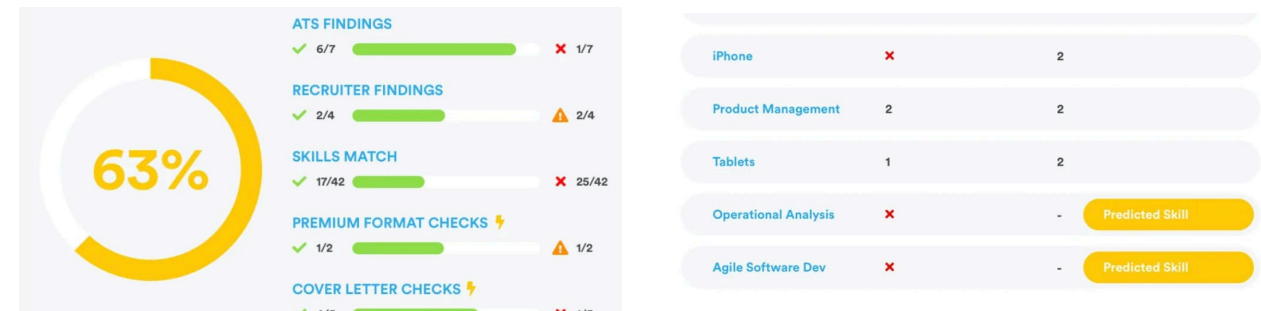 63%
ATS FINDINGS
6/7 1/7
RECRUITER FINDINGS
2/4 2/4
SKILLS MATCH
17/42 25/42
PREMIUM FORMAT CHECKS
1/2 1/2
COVER LETTER CHECKS
iPhone 2
Product Management 2 2
Tablets 1 2
Operational Analysis - Predicted Skill
Agile Software Dev - Predicted Skill